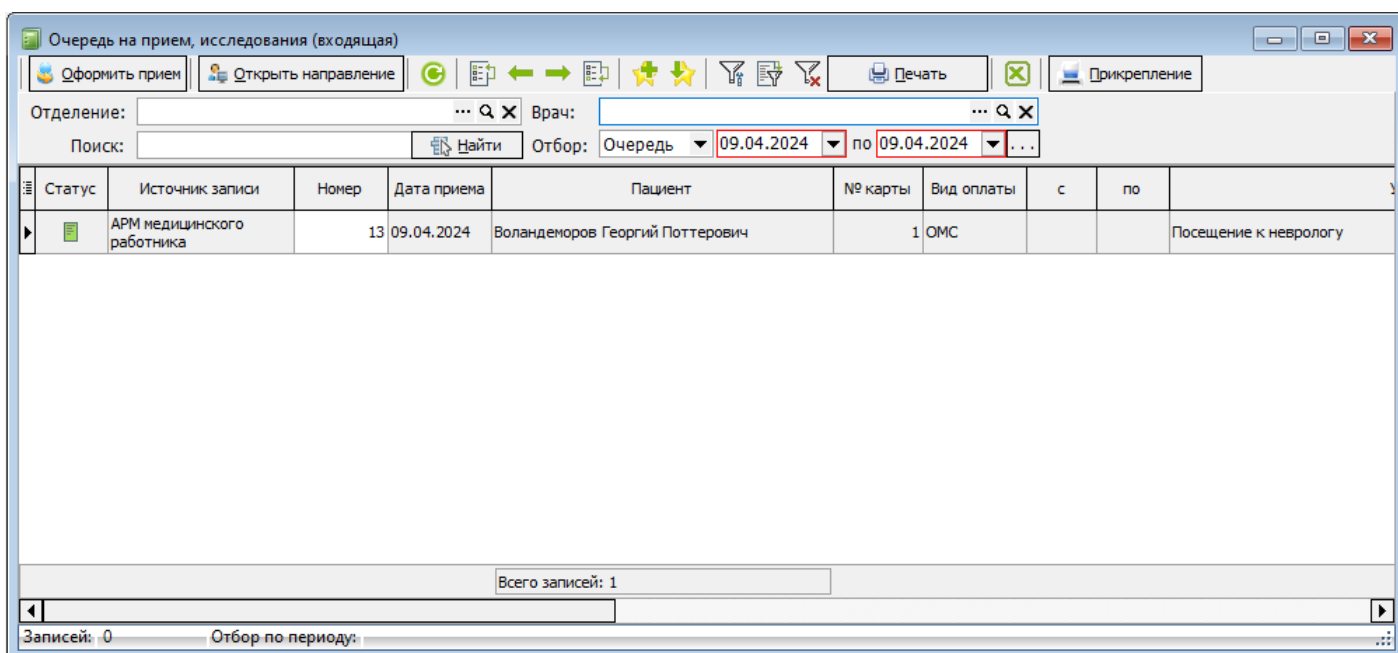 Очередь на прием, исследования (входящая)
Оформить прием Открыть направление Печать Прикрепление
Отделение: ... Врач: ...
Поиск: Найти Отбор: Очередь 09.04.2024 по 09.04.2024 ...
Статус Источник записи Номер Дата приема Пациент № карты Вид оплаты с по
АРМ медицинского
работника 13 09.04.2024 Воландеморов Георгий Поттерович 1 ОМС Посещение к неврологу
Всего записей: 1
Записей: 0 Отбор по периоду: